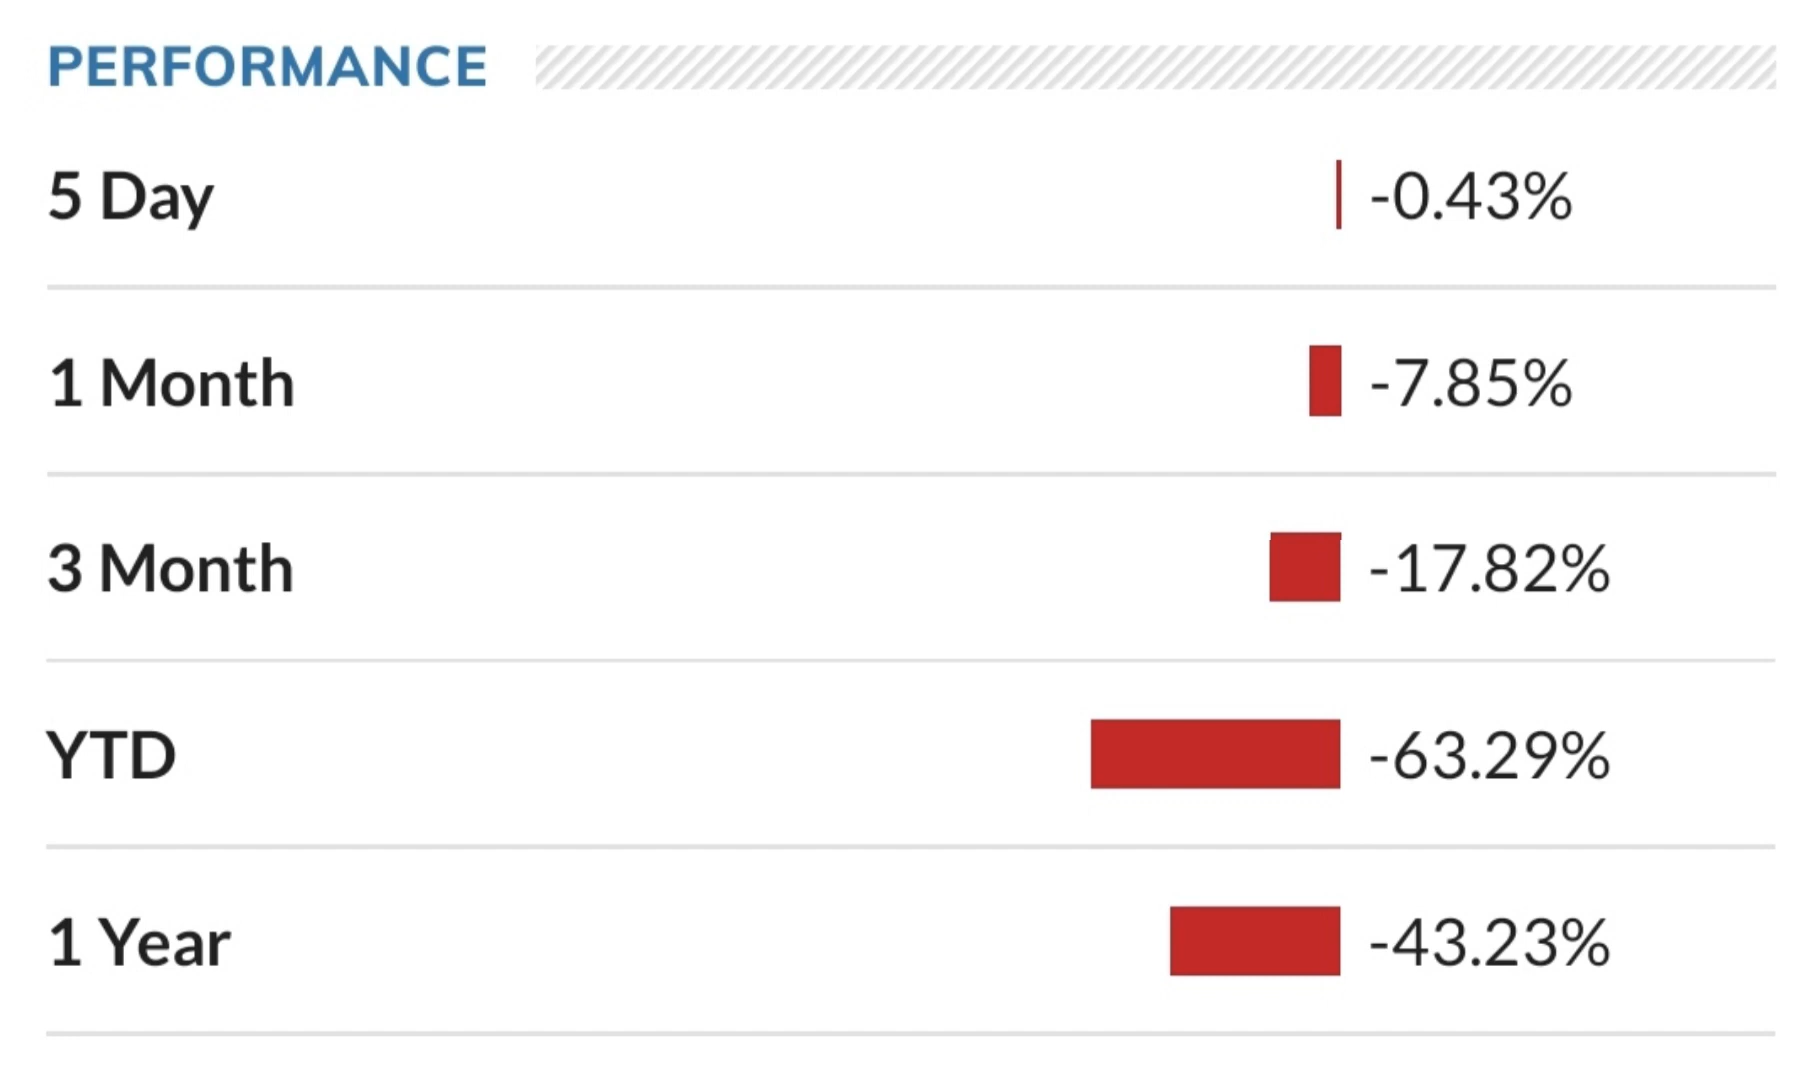 PERFORMANCE
5 Day -0.43%
1 Month -7.85%
3 Month -17.82%
YTD -63.29%
1 Year -43.23%